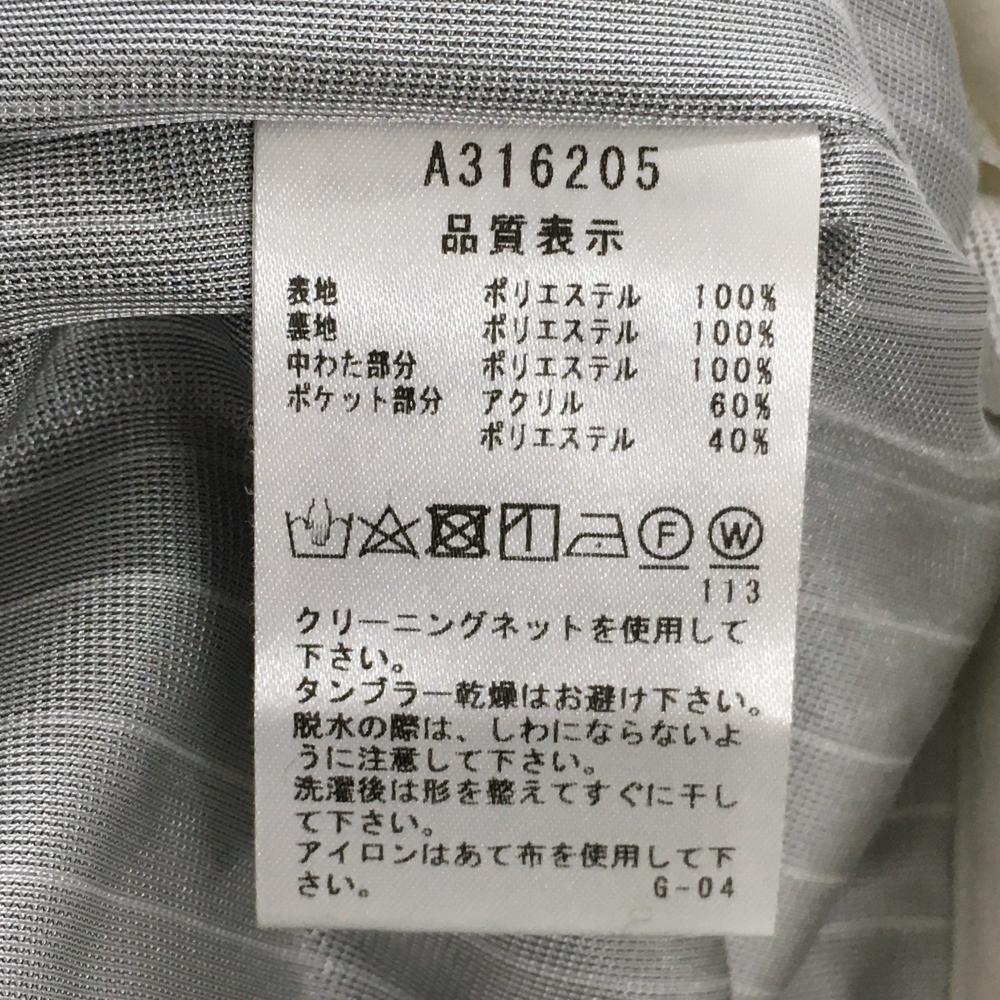 A316205
品質表示
表地 ポリエステル 100%
裏地 ポリエステル 100%
中わた部分 ポリエステル 100%
ポケット部分 アクリル 60%
ポリエステル 40%
F W
113
クリーニングネットを使用して
下さい。
タンブラー乾燥はお避け下さい。
脱水の際は、しわにならないよ
うに注意して下さい。
洗濯後は形を整えてすぐに干し
て下さい。
アイロンはあて布を使用して下
さい。 G-04